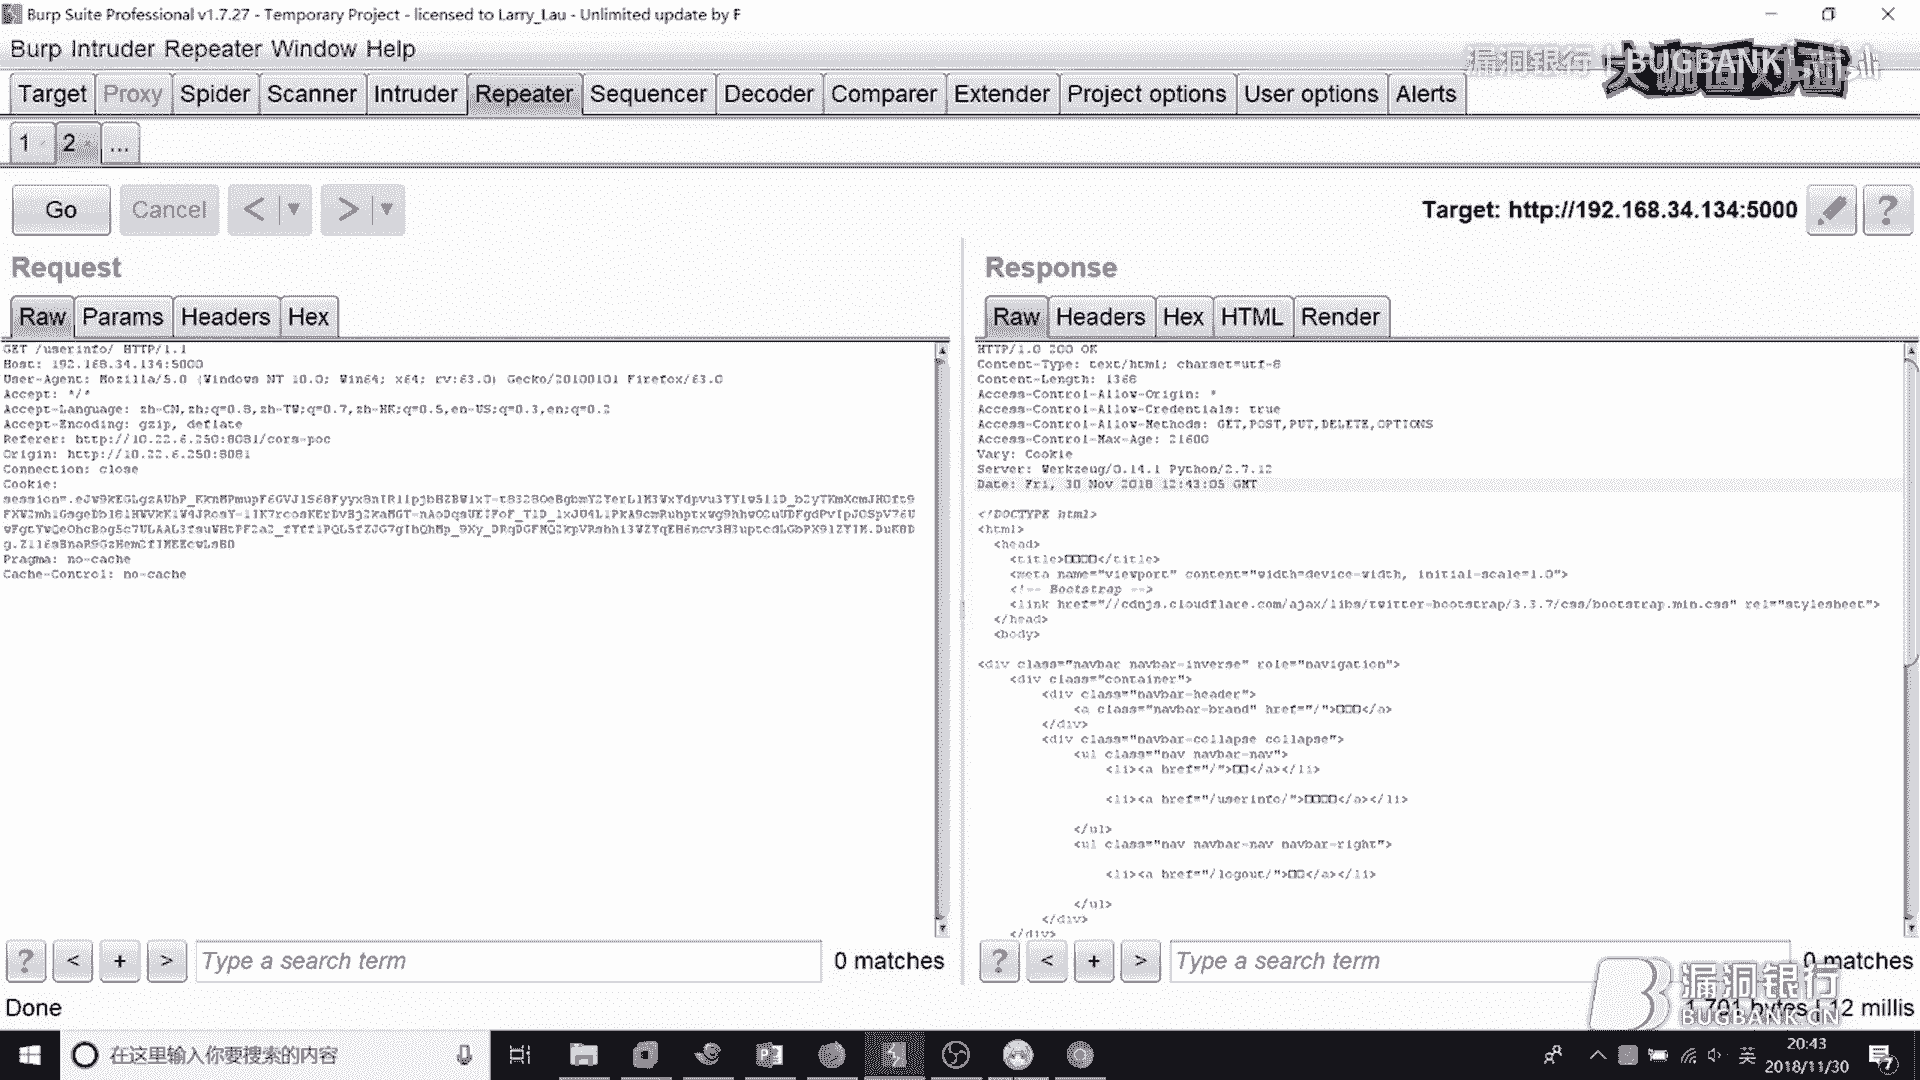 Burp Suite Professional v1.7.27 - Temporary Project - licensed to Larry_Lau - Unlimited update by F
Burp Intruder Repeater Window Help
漏洞银行 BUGBANK
Target Proxy Spider Scanner Intruder Repeater Sequencer Decoder Comparer Extender Project options User options Alerts
1 2 ...
Go Cancel < > Target: http://192.168.34.134:5000 ?
Request
Response
Raw Params Headers Hex
Raw Headers Hex HTML Render
GET /userinfo/ HTTP/1.1
Host: 192.168.34.134:5000
User-Agent: Mozilla/5.0 (Windows NT 10.0; Win64; x64; rv:63.0) Gecko/20100101 Firefox/63.0
Accept: */*
Accept-Language: zh-CN,zh;q=0.8,zh-TW;q=0.7,zh-HK;q=0.5,en-US;q=0.3,en;q=0.2
Accept-Encoding: gzip, deflate
Referer: http://10.22.6.250:8081/cors-poc
Origin: http://10.22.6.250:8081
Connection: close
Cookie:
Pragma: no-cache
Cache-Control: no-cache
HTTP/1.0 200 OK
Content-Type: text/html; charset=utf-8
Content-Length: 1368
Access-Control-Allow-Origin: *
Access-Control-Allow-Credentials: true
Access-Control-Allow-Methods: GET,POST,PUT,DELETE,OPTIONS
Access-Control-Max-Age: 21600
Vary: Cookie
Server: Werkzeug/0.14.1 Python/2.7.12
Date: Fri, 30 Nov 2018 12:43:05 GMT
<!DOCTYPE html>
<html>
<head>
<title>□□□□</title>
<meta name="viewport" content="width=device-width, initial-scale=1.0">
<!-- Bootstrap -->
<link href="//cdnjs.cloudflare.com/ajax/libs/twitter-bootstrap/3.3.7/css/bootstrap.min.css" rel="stylesheet">
</head>
<body>
<div class="navbar navbar-inverse" role="navigation">
<div class="container">
<div class="navbar-header">
<a class="navbar-brand" href="/">□□□</a>
</div>
<div class="navbar-collapse collapse">
<ul class="nav navbar-nav">
<li><a href="/">□□</a></li>
<li><a href="/userinfo/">□□□□</a></li>
</ul>
<ul class="nav navbar-nav navbar-right">
<li><a href="/logout/">□□</a></li>
</ul>
</div>
</div>
? < + > Type a search term 0 matches
? < + > Type a search term 0 matches
Done
1,701 bytes | 12 millis
漏洞银行
BUGBANK.CN
在这里输入你要搜索的内容
英
20:43
2018/11/30
7